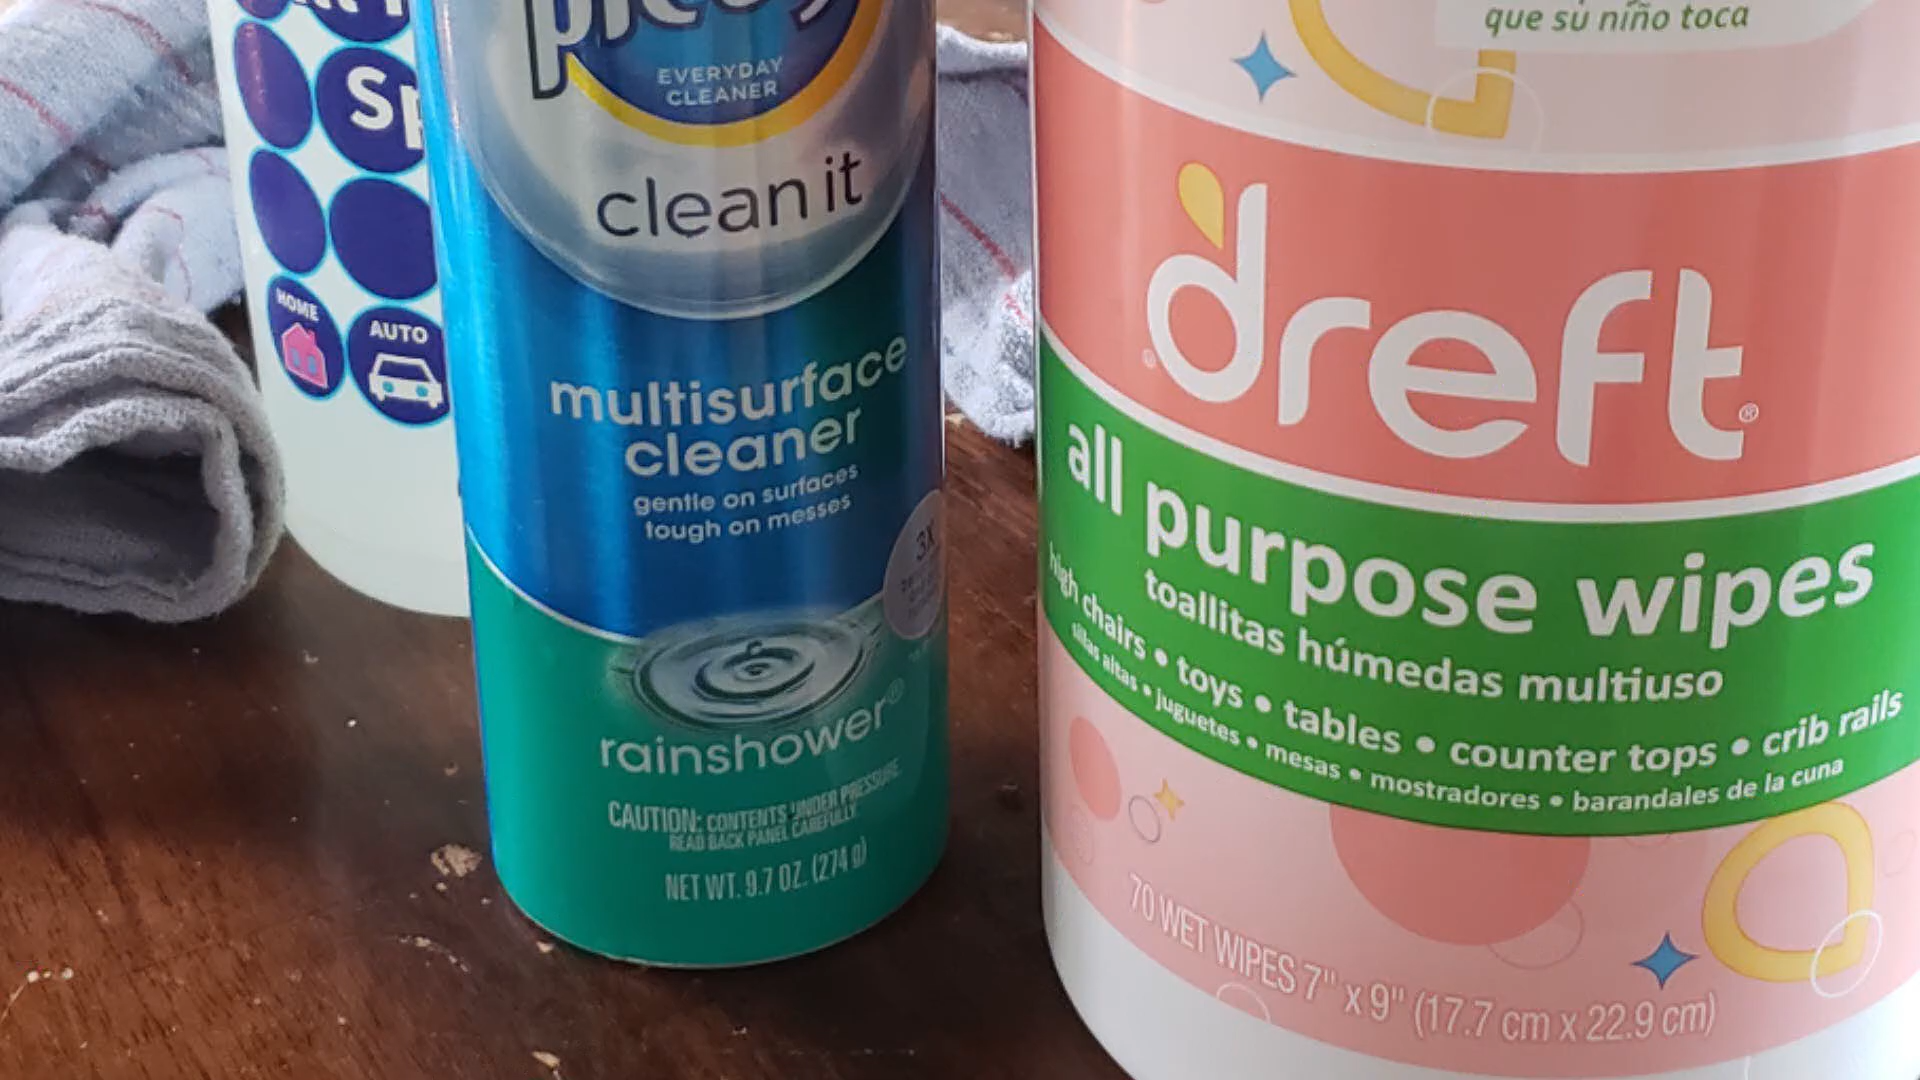 Sp
HOME
AUTO
EVERYDAY
CLEANER
clean it
multisurface
cleaner
gentle on surfaces
tough on messes
3X
rainshower®
CAUTION: CONTENTS UNDER PRESSURE.
READ BACK PANEL CAREFULLY.
NET WT. 9.7 OZ. (274 g)
que su niño toca
dreft®
all purpose wipes
toallitas húmedas multiuso
high chairs • toys • tables • counter tops • crib rails
sillas altas • juguetes • mesas • mostradores • barandales de la cuna
70 WET WIPES 7" x 9" (17.7 cm x 22.9 cm)